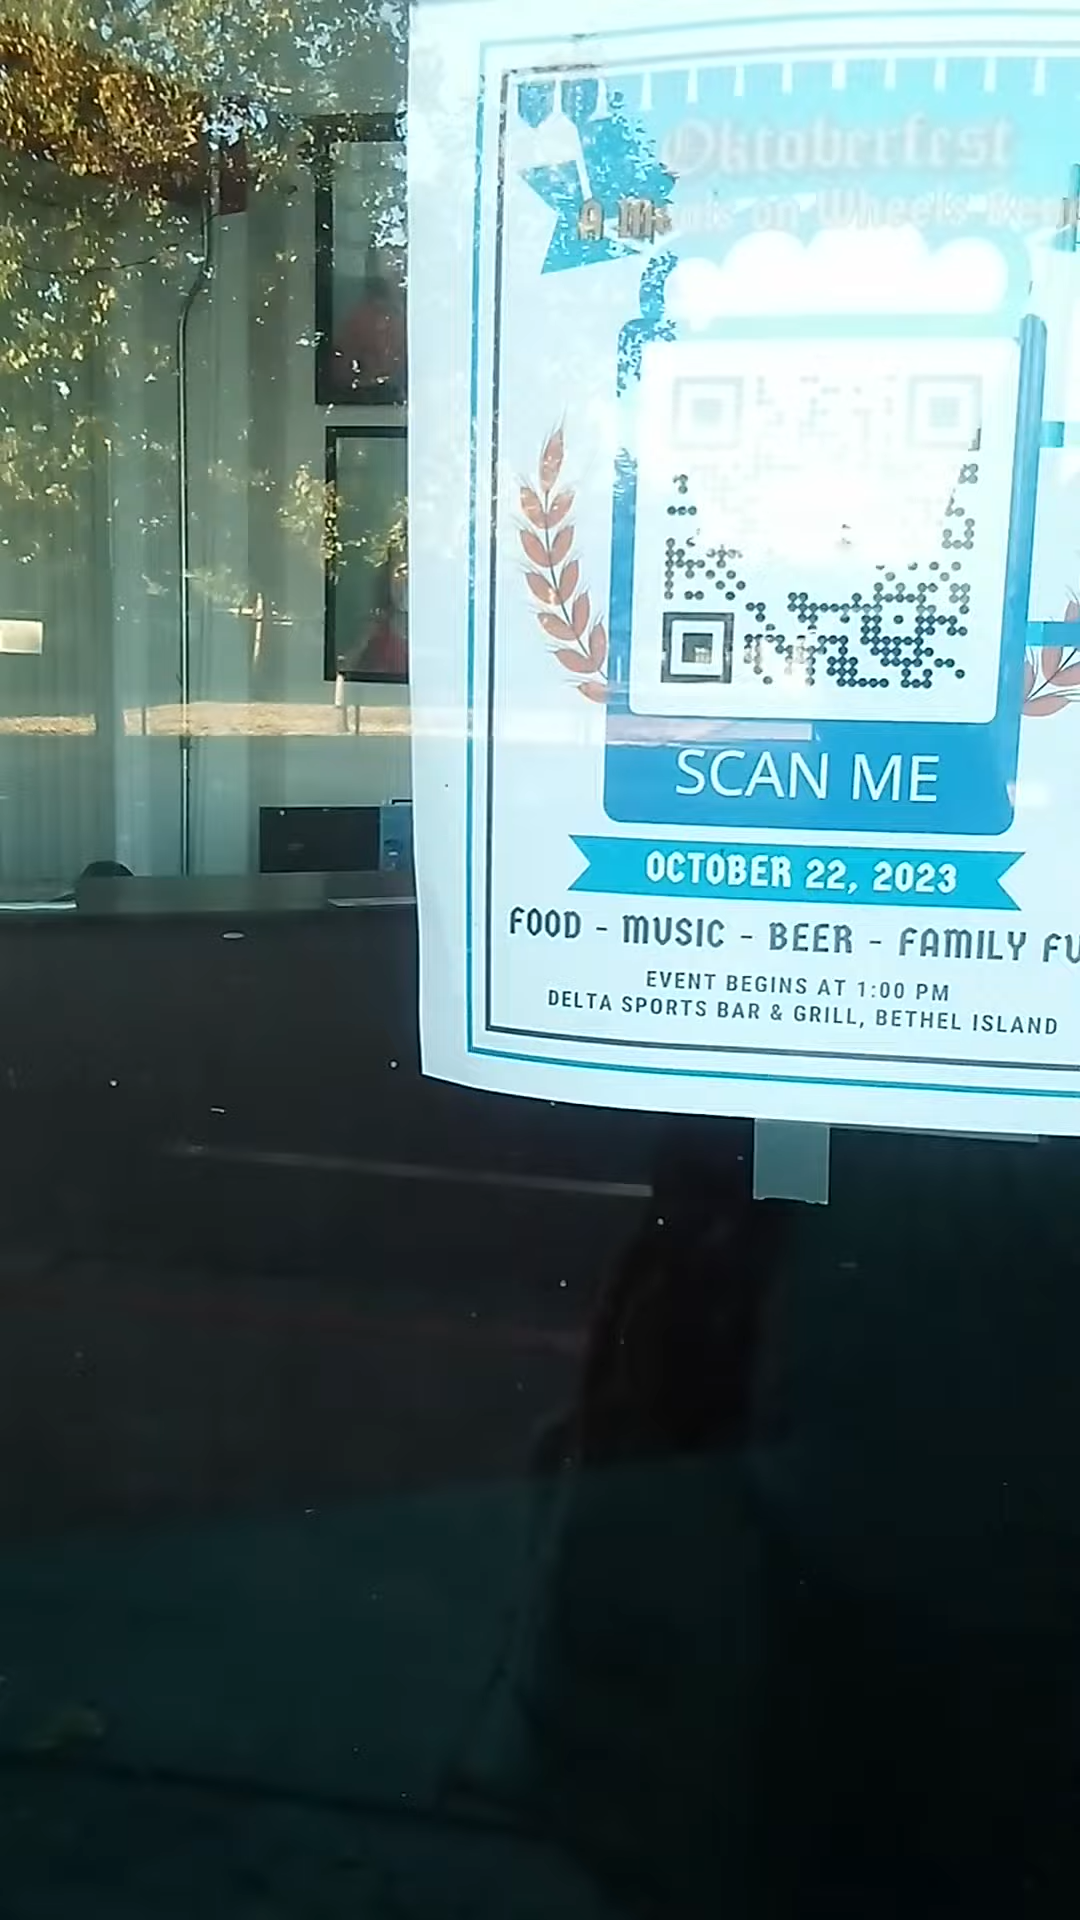 Oktoberfest
A Meals on Wheels
SCAN ME
OCTOBER 22, 2023
FOOD - MUSIC - BEER - FAMILY FU
EVENT BEGINS AT 1:00 PM
DELTA SPORTS BAR & GRILL, BETHEL ISLAND